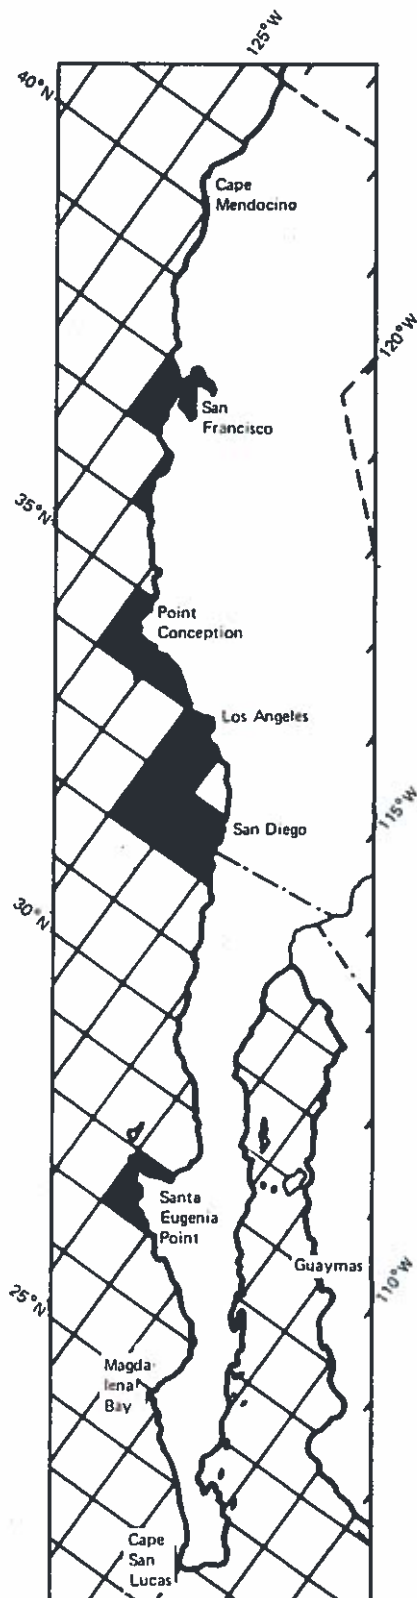 125°W
40°N
Cape
Mendocino
120°W
San
Francisco
35°N
Point
Conception
Los Angeles
115°W
San Diego
30°N
Santa
Eugenia
Point
Guaymas
110°W
25°N
Magda-
lena
Bay
Cape
San
Lucas